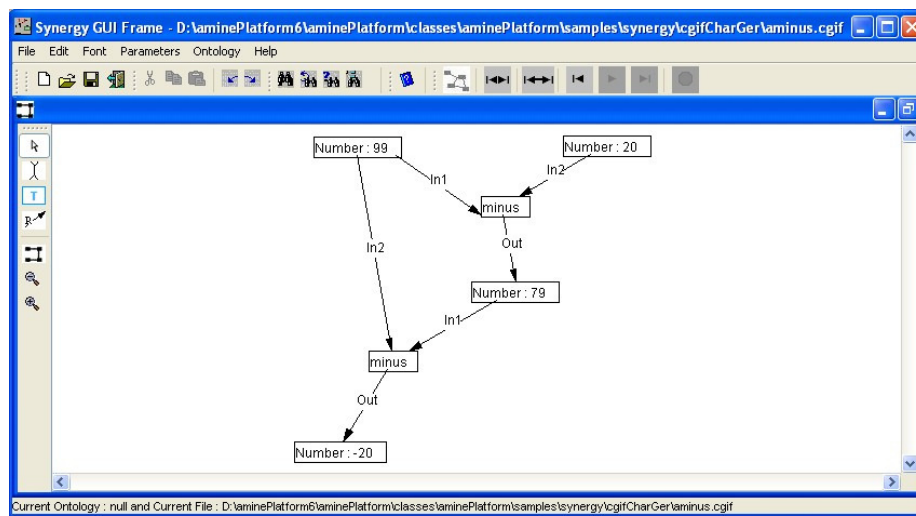 Synergy GUI Frame - D:\aminePlatform6\aminePlatform\classes\aminePlatform\samples\synergy\cgifCharGer\aminus.cgif
File Edit Font Parameters Ontology Help
Number : 99
Number : 20
In1
In2
minus
T
In2
Out
Number : 79
In1
minus
Out
Number : -20
Current Ontology : null and Current File : D:\aminePlatform6\aminePlatform\classes\aminePlatform\samples\synergy\cgifCharGer\aminus.cgif